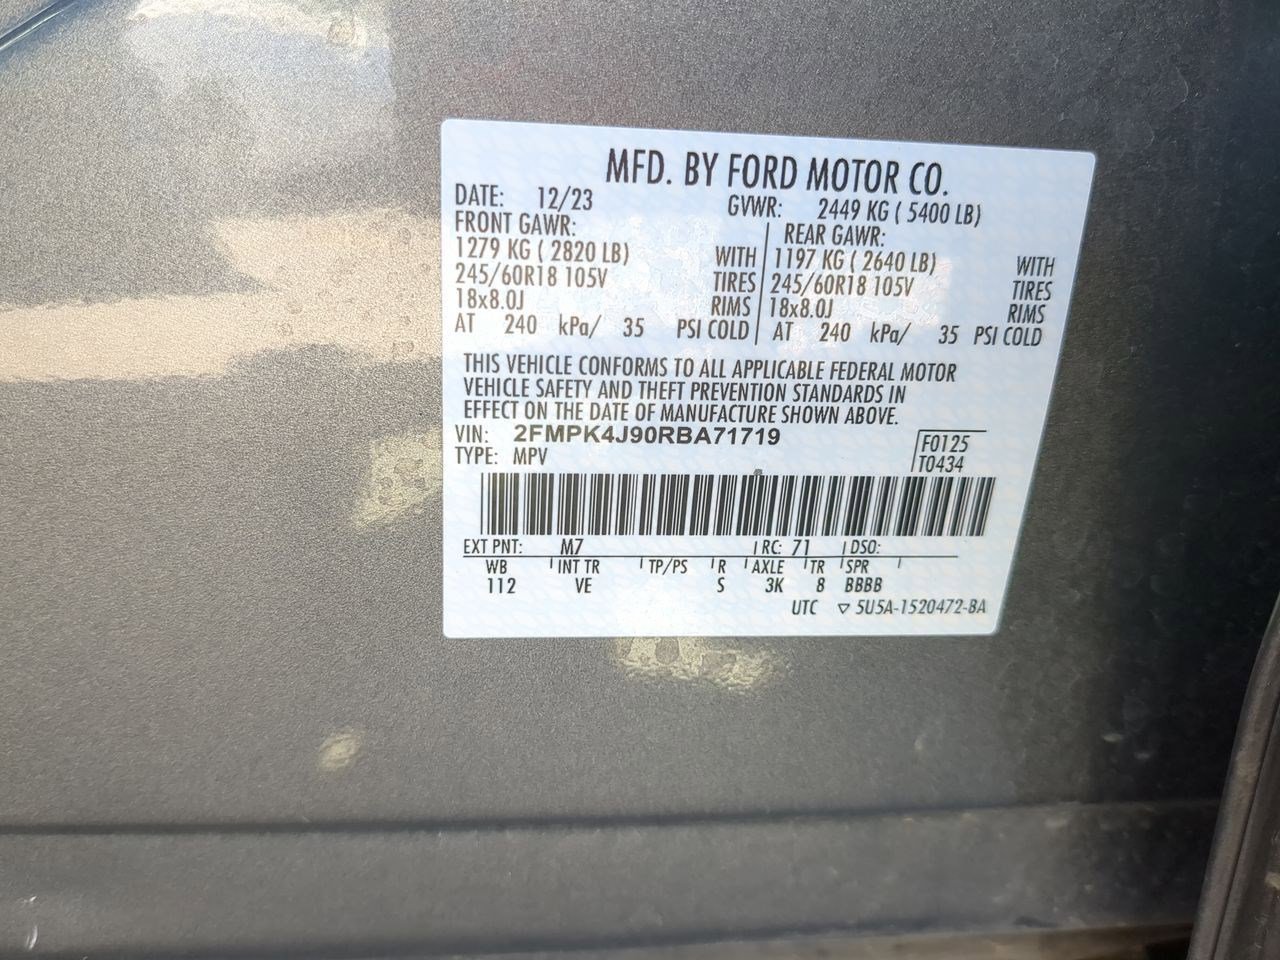 MFD. BY FORD MOTOR CO.
DATE: 12/23 GVWR: 2449 KG ( 5400 LB)
FRONT GAWR: REAR GAWR:
1279 KG ( 2820 LB) WITH 1197 KG ( 2640 LB) WITH
245/60R18 105V TIRES 245/60R18 105V TIRES
18x8.0J RIMS 18x8.0J RIMS
AT 240 kPa/ 35 PSI COLD AT 240 kPa/ 35 PSI COLD
THIS VEHICLE CONFORMS TO ALL APPLICABLE FEDERAL MOTOR
VEHICLE SAFETY AND THEFT PREVENTION STANDARDS IN
EFFECT ON THE DATE OF MANUFACTURE SHOWN ABOVE.
VIN: 2FMPK4J90RBA71719 F0125
TYPE: MPV T0434
EXT PNT: M7 RC: 71 DSO:
WB INT TR TP/PS R AXLE TR SPR
112 VE S 3K 8 BBBB
UTC ▽ 5U5A-1520472-BA